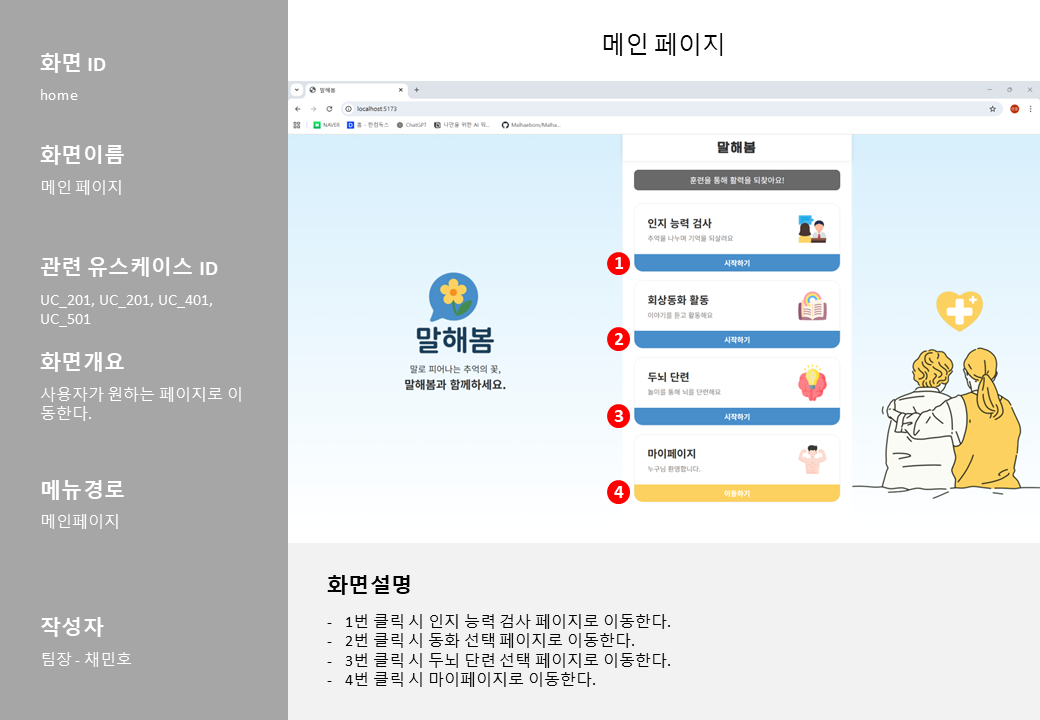 화면 ID
home
화면이름
메인 페이지
관련 유스케이스 ID
UC_201, UC_201, UC_401,
UC_501
화면개요
사용자가 원하는 페이지로 이
동한다.
메뉴경로
메인페이지
작성자
팀장 - 채민호
메인 페이지
말해봄
localhost:5173
NAVER
홈 - 한컴독스
ChatGPT
나만을 위한 AI 워...
Malhaebom/Malha...
말해봄
훈련을 통해 활력을 되찾아요!
인지 능력 검사
추억을 나누며 기억을 되살려요
1
시작하기
회상동화 활동
이야기를 듣고 활동해요
2
시작하기
두뇌 단련
놀이를 통해 뇌를 단련해요
3
시작하기
마이페이지
누구님 환영합니다.
4
이동하기
말해봄
말로 피어나는 추억의 꽃,
말해봄과 함께하세요.
화면설명
- 1번 클릭 시 인지 능력 검사 페이지로 이동한다.
- 2번 클릭 시 동화 선택 페이지로 이동한다.
- 3번 클릭 시 두뇌 단련 선택 페이지로 이동한다.
- 4번 클릭 시 마이페이지로 이동한다.